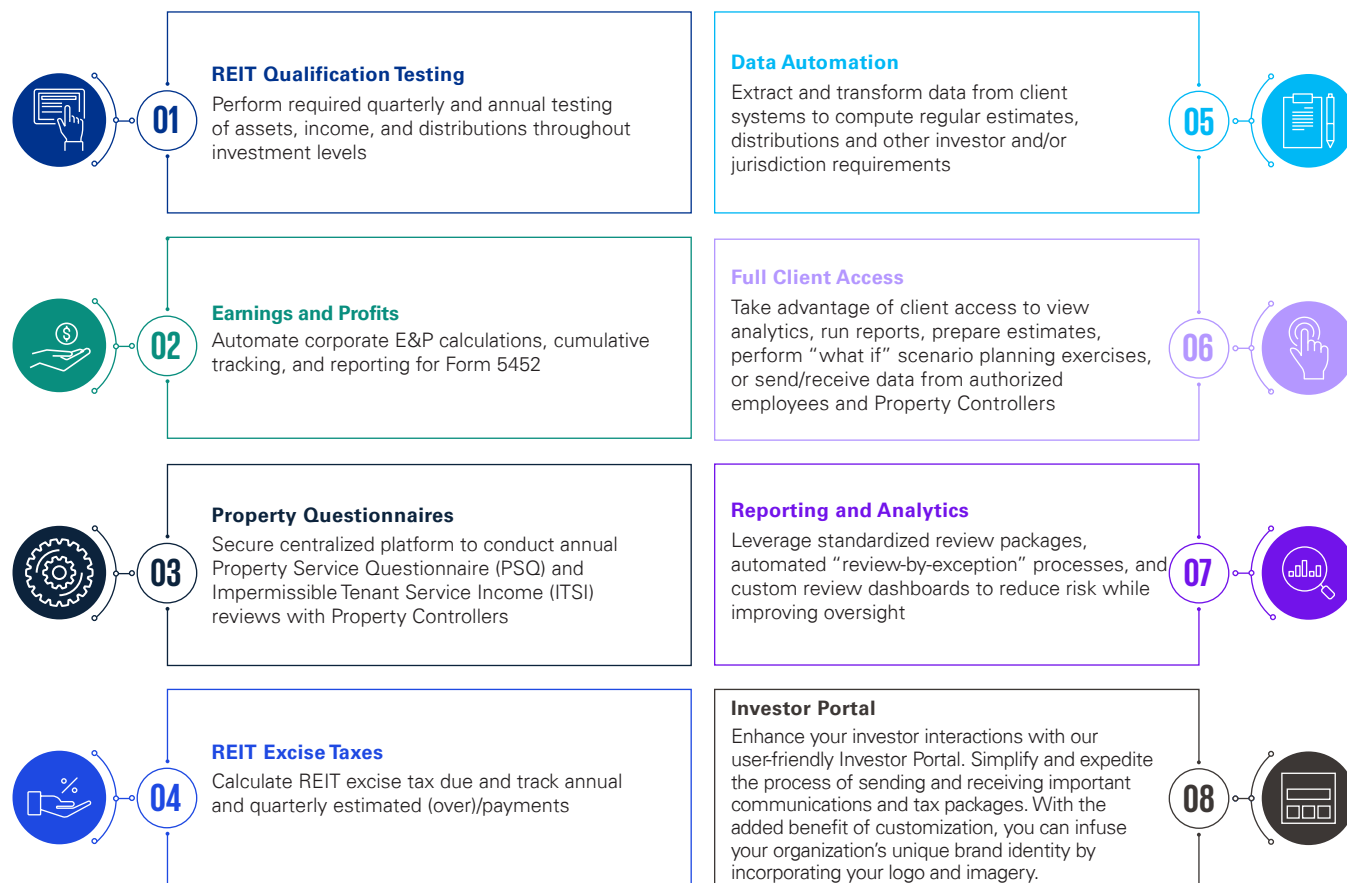 01
REIT Qualification Testing
Perform required quarterly and annual testing
of assets, income, and distributions throughout
investment levels
02
Earnings and Profits
Automate corporate E&P calculations, cumulative
tracking, and reporting for Form 5452
03
Property Questionnaires
Secure centralized platform to conduct annual
Property Service Questionnaire (PSQ) and
Impermissible Tenant Service Income (ITSI)
reviews with Property Controllers
04
REIT Excise Taxes
Calculate REIT excise tax due and track annual
and quarterly estimated (over)/payments
05
Data Automation
Extract and transform data from client
systems to compute regular estimates,
distributions and other investor and/or
jurisdiction requirements
06
Full Client Access
Take advantage of client access to view
analytics, run reports, prepare estimates,
perform “what if” scenario planning exercises,
or send/receive data from authorized
employees and Property Controllers
07
Reporting and Analytics
Leverage standardized review packages,
automated “review-by-exception” processes, and
custom review dashboards to reduce risk while
improving oversight
08
Investor Portal
Enhance your investor interactions with our
user-friendly Investor Portal. Simplify and expedite
the process of sending and receiving important
communications and tax packages. With the
added benefit of customization, you can infuse
your organization’s unique brand identity by
incorporating your logo and imagery.